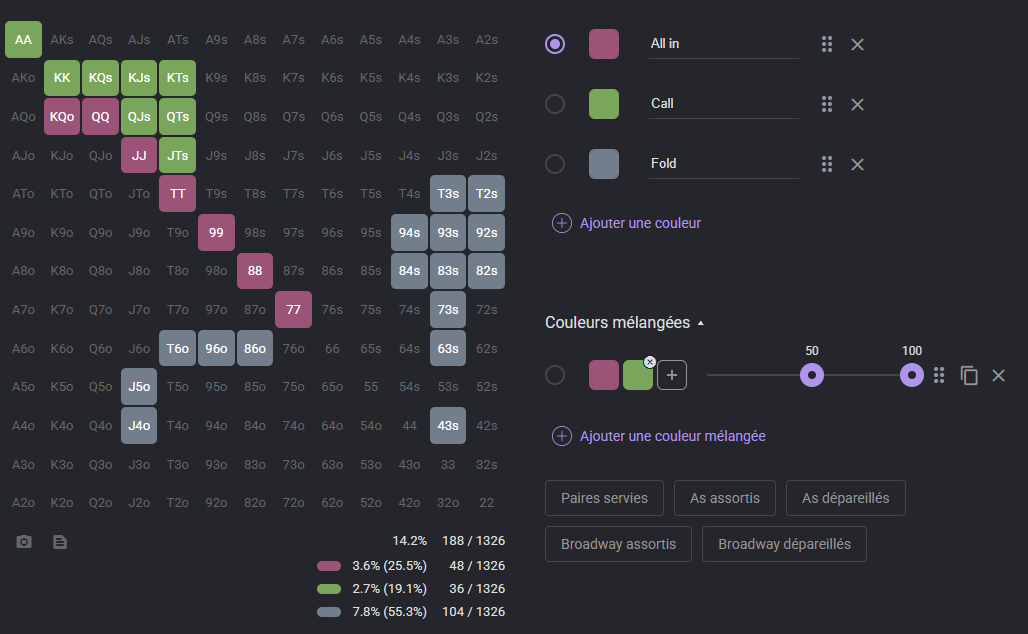 AA AKs AQs AJs ATs A9s A8s A7s A6s A5s A4s A3s A2s
AKo KK KQs KJs KTs K9s K8s K7s K6s K5s K4s K3s K2s
AQo KQo QQ QJs QTs Q9s Q8s Q7s Q6s Q5s Q4s Q3s Q2s
AJo KJo QJo JJ JTs J9s J8s J7s J6s J5s J4s J3s J2s
ATo KTo QTo JTo TT T9s T8s T7s T6s T5s T4s T3s T2s
A9o K9o Q9o J9o T9o 99 98s 97s 96s 95s 94s 93s 92s
A8o K8o Q8o J8o T8o 98o 88 87s 86s 85s 84s 83s 82s
A7o K7o Q7o J7o T7o 97o 87o 77 76s 75s 74s 73s 72s
A6o K6o Q6o J6o T6o 96o 86o 76o 66 65s 64s 63s 62s
A5o K5o Q5o J5o T5o 95o 85o 75o 65o 55 54s 53s 52s
A4o K4o Q4o J4o T4o 94o 84o 74o 64o 54o 44 43s 42s
A3o K3o Q3o J3o T3o 93o 83o 73o 63o 53o 43o 33 32s
A2o K2o Q2o J2o T2o 92o 82o 72o 62o 52o 42o 32o 22
14.2% 188 / 1326
3.6% (25.5%) 48 / 1326
2.7% (19.1%) 36 / 1326
7.8% (55.3%) 104 / 1326
All in
Call
Fold
Ajouter une couleur
Couleurs mélangées
50 100
Ajouter une couleur mélangée
Paires servies As assortis As dépareillés
Broadway assortis Broadway dépareillés